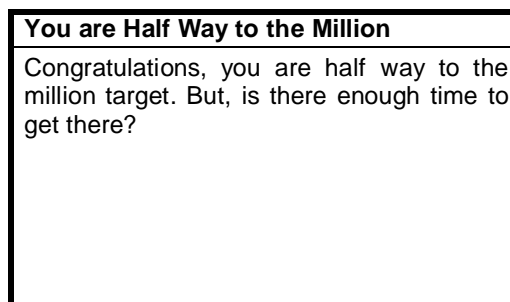 You are Half Way to the Million
Congratulations, you are half way to the
million target. But, is there enough time to
get there?